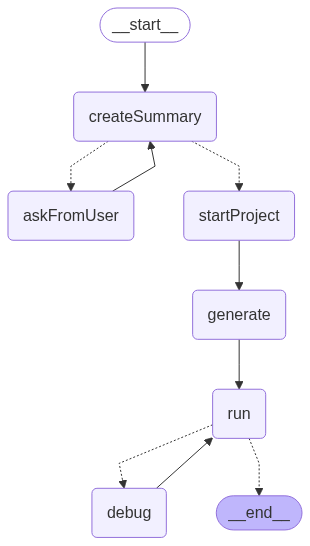 __start__
createSummary
askFromUser
startProject
generate
run
debug
__end__